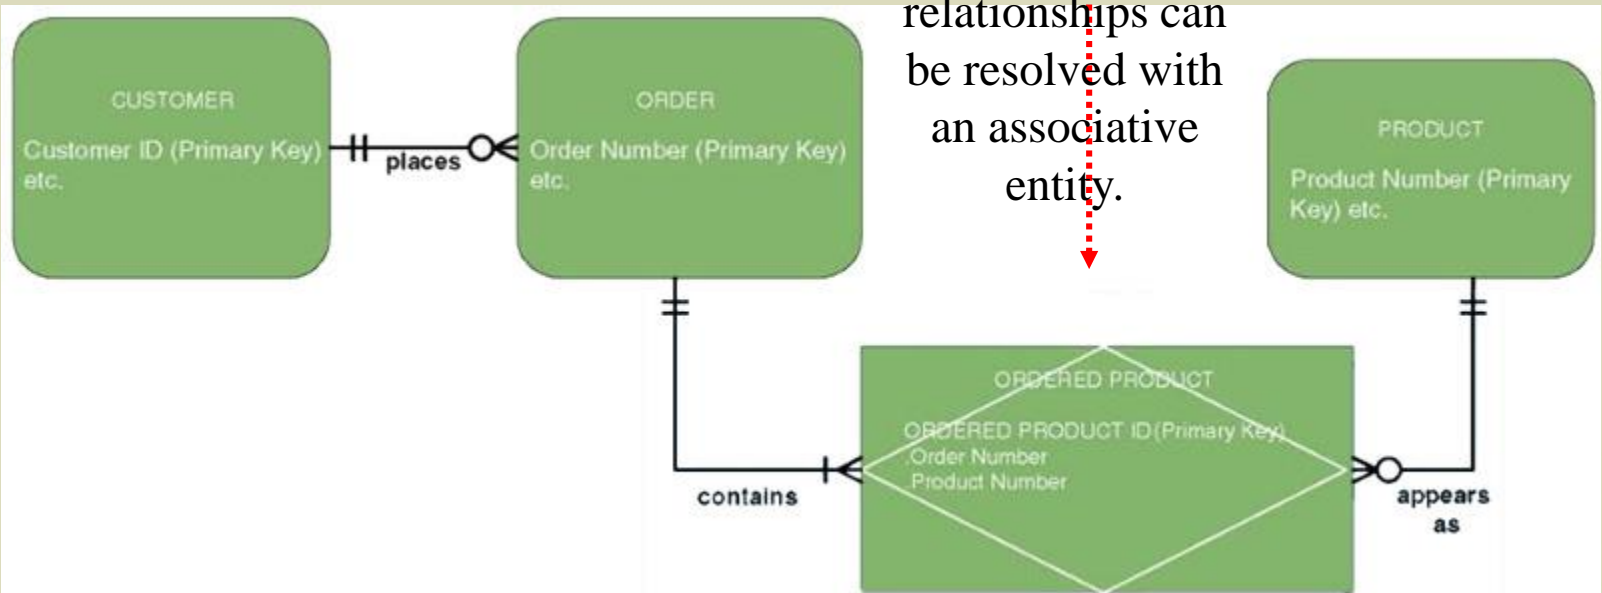 relationships can
be resolved with
an associative
entity.
CUSTOMER
Customer ID (Primary Key)
etc.
places
ORDER
Order Number (Primary Key)
etc.
PRODUCT
Product Number (Primary
Key) etc.
ORDERED PRODUCT
ORDERED PRODUCT ID(Primary Key)
.Order Number
.Product Number
contains
appears
as